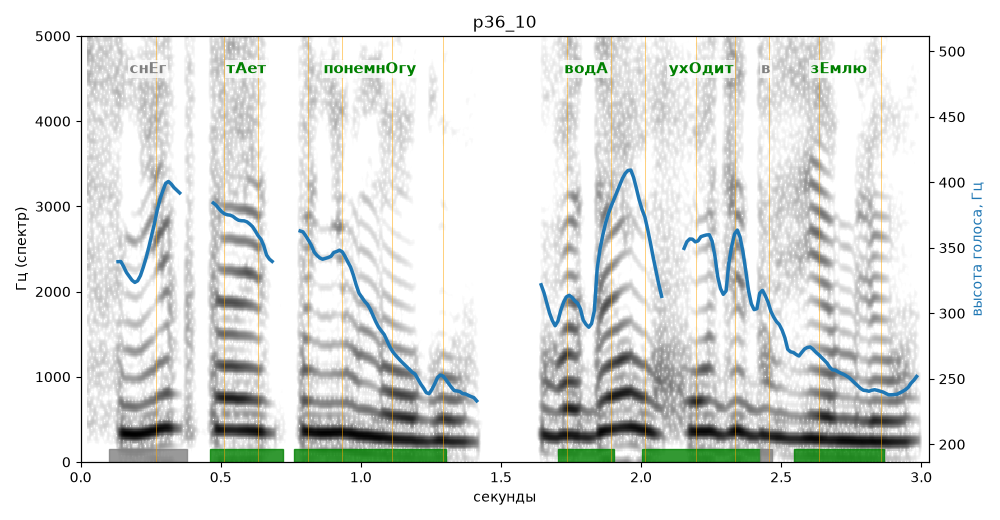 p36_10
снЕг тАет понемнОгу водА ухОдит в зЕмлю
5000
4000
3000
2000
1000
0
Гц (спектр)
500
450
400
350
300
250
200
высота голоса, Гц
0.0 0.5 1.0 1.5 2.0 2.5 3.0
секунды